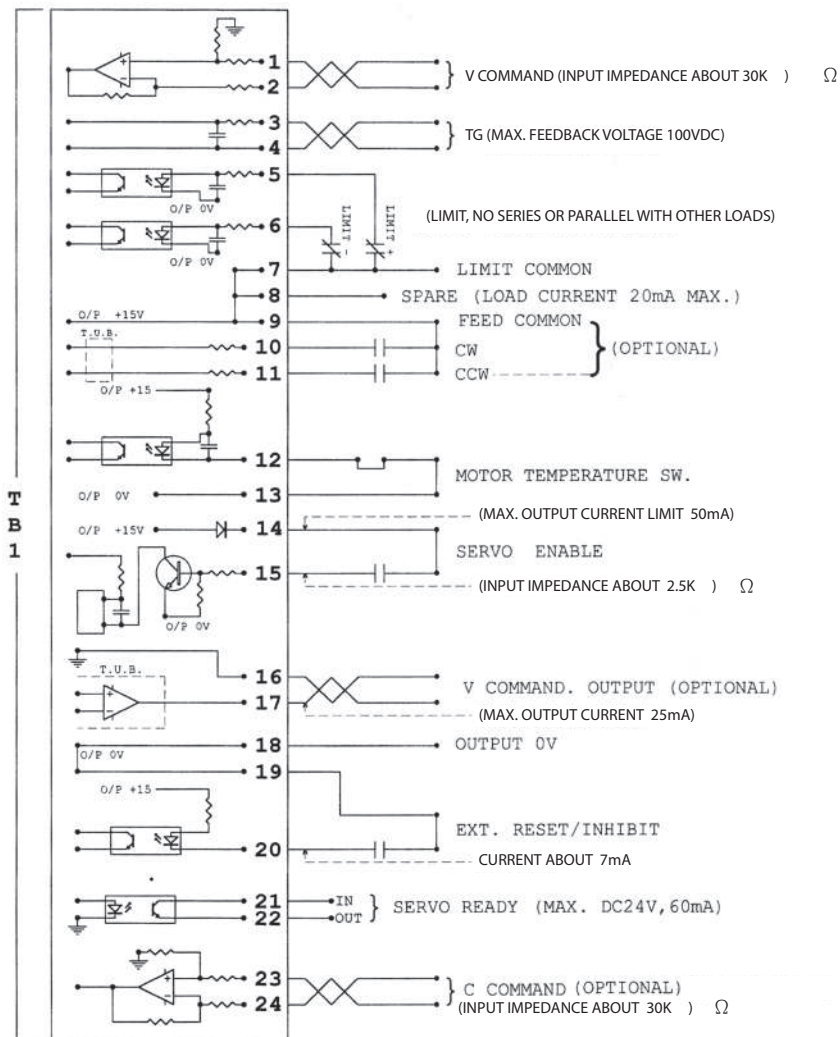 1
V COMMAND (INPUT IMPEDANCE ABOUT 30K ) Ω
2
3
TG (MAX. FEEDBACK VOLTAGE 100VDC)
4
5
O/P 0V
LIMIT -
LIMIT +
(LIMIT, NO SERIES OR PARALLEL WITH OTHER LOADS)
6
O/P 0V
7 LIMIT COMMON
8 SPARE (LOAD CURRENT 20mA MAX.)
O/P +15V 9 FEED COMMON
T.U.B.
10 CW
(OPTIONAL)
11 CCW
O/P +15
12
MOTOR TEMPERATURE SW.
O/P 0V 13
TB1
(MAX. OUTPUT CURRENT LIMIT 50mA)
O/P +15V 14
SERVO ENABLE
15
(INPUT IMPEDANCE ABOUT 2.5K ) Ω
O/P 0V
T.U.B.
16
V COMMAND. OUTPUT (OPTIONAL)
17
(MAX. OUTPUT CURRENT 25mA)
18 OUTPUT 0V
O/P 0V
19
O/P +15
EXT. RESET/INHIBIT
20
CURRENT ABOUT 7mA
21 IN
SERVO READY (MAX. DC24V,60mA)
22 OUT
23
C COMMAND (OPTIONAL)
24
(INPUT IMPEDANCE ABOUT 30K ) Ω